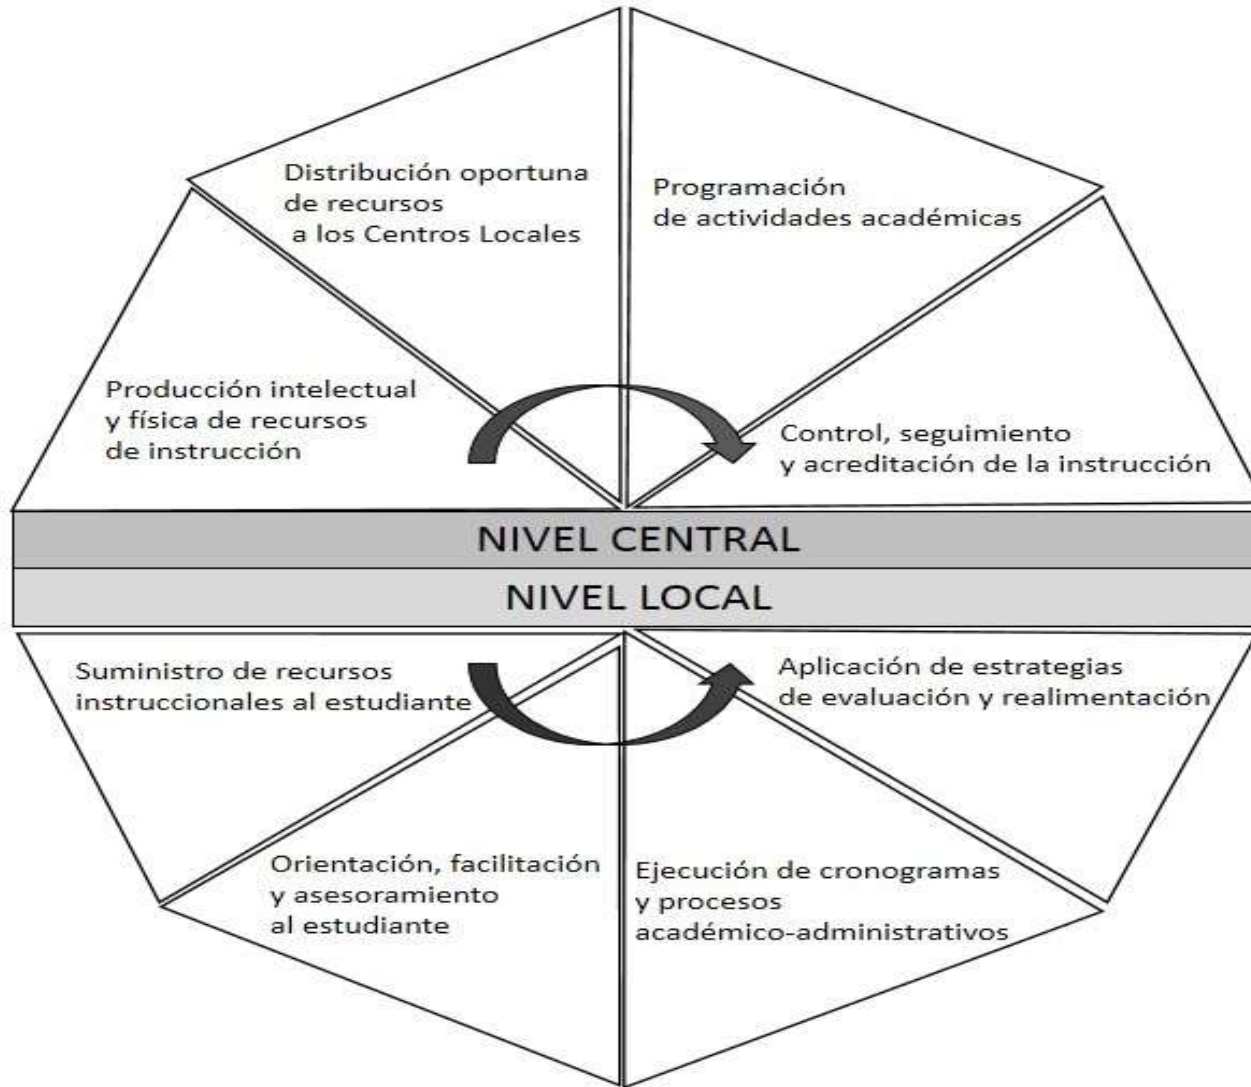 Distribución oportuna
de recursos
a los Centros Locales
Programación
de actividades académicas
Producción intelectual
y física de recursos
de instrucción
Control, seguimiento
y acreditación de la instrucción
NIVEL CENTRAL
NIVEL LOCAL
Suministro de recursos
instruccionales al estudiante
Aplicación de estrategias
de evaluación y realimentación
Orientación, facilitación
y asesoramiento
al estudiante
Ejecución de cronogramas
y procesos
académico-administrativos